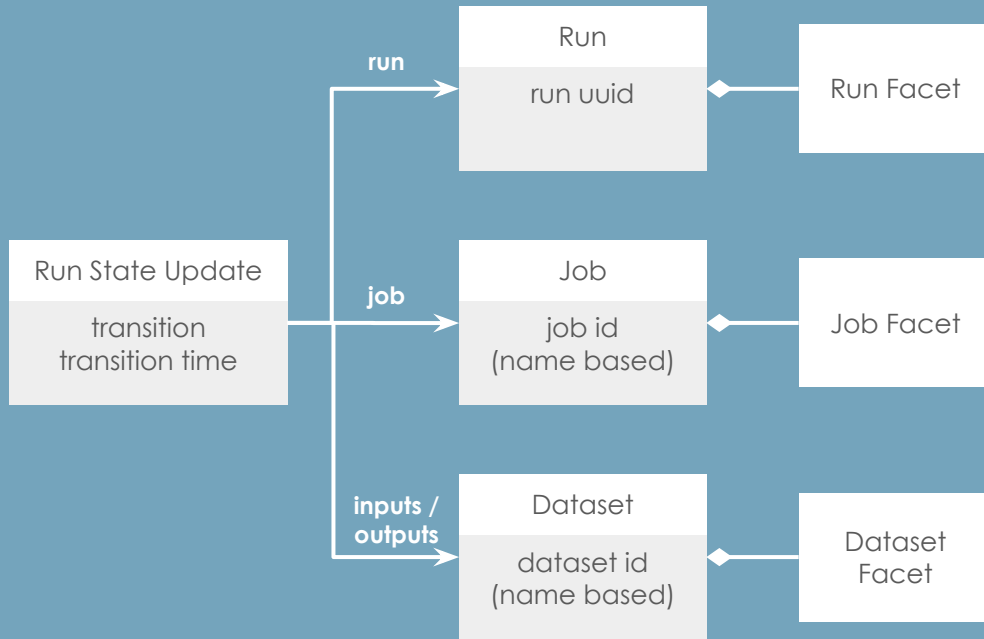 Run
run uuid
run
Run Facet
Run State Update
transition
transition time
job
Job
job id
(name based)
Job Facet
inputs /
outputs
Dataset
dataset id
(name based)
Dataset
Facet